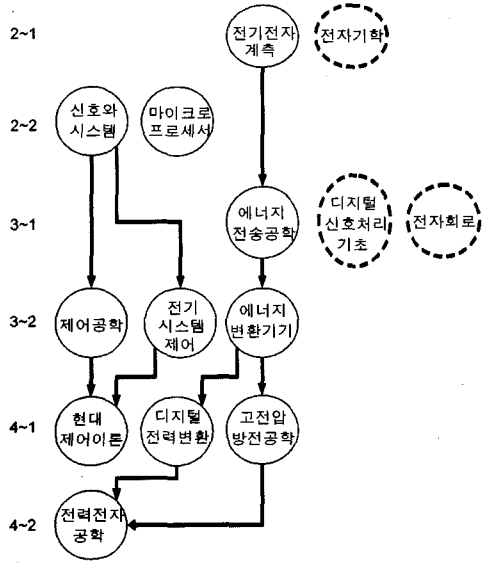 2~1
전기전자
계측
전자기학
2~2
신호와
시스템
마이크로
프로세서
3~1
에너지
전송공학
디지털
신호처리
기초
전자회로
3~2
제어공학
전기
시스템
제어
에너지
변환기기
4~1
현대
제어이론
디지털
전력변환
고전압
방전공학
4~2
전력전자
공학